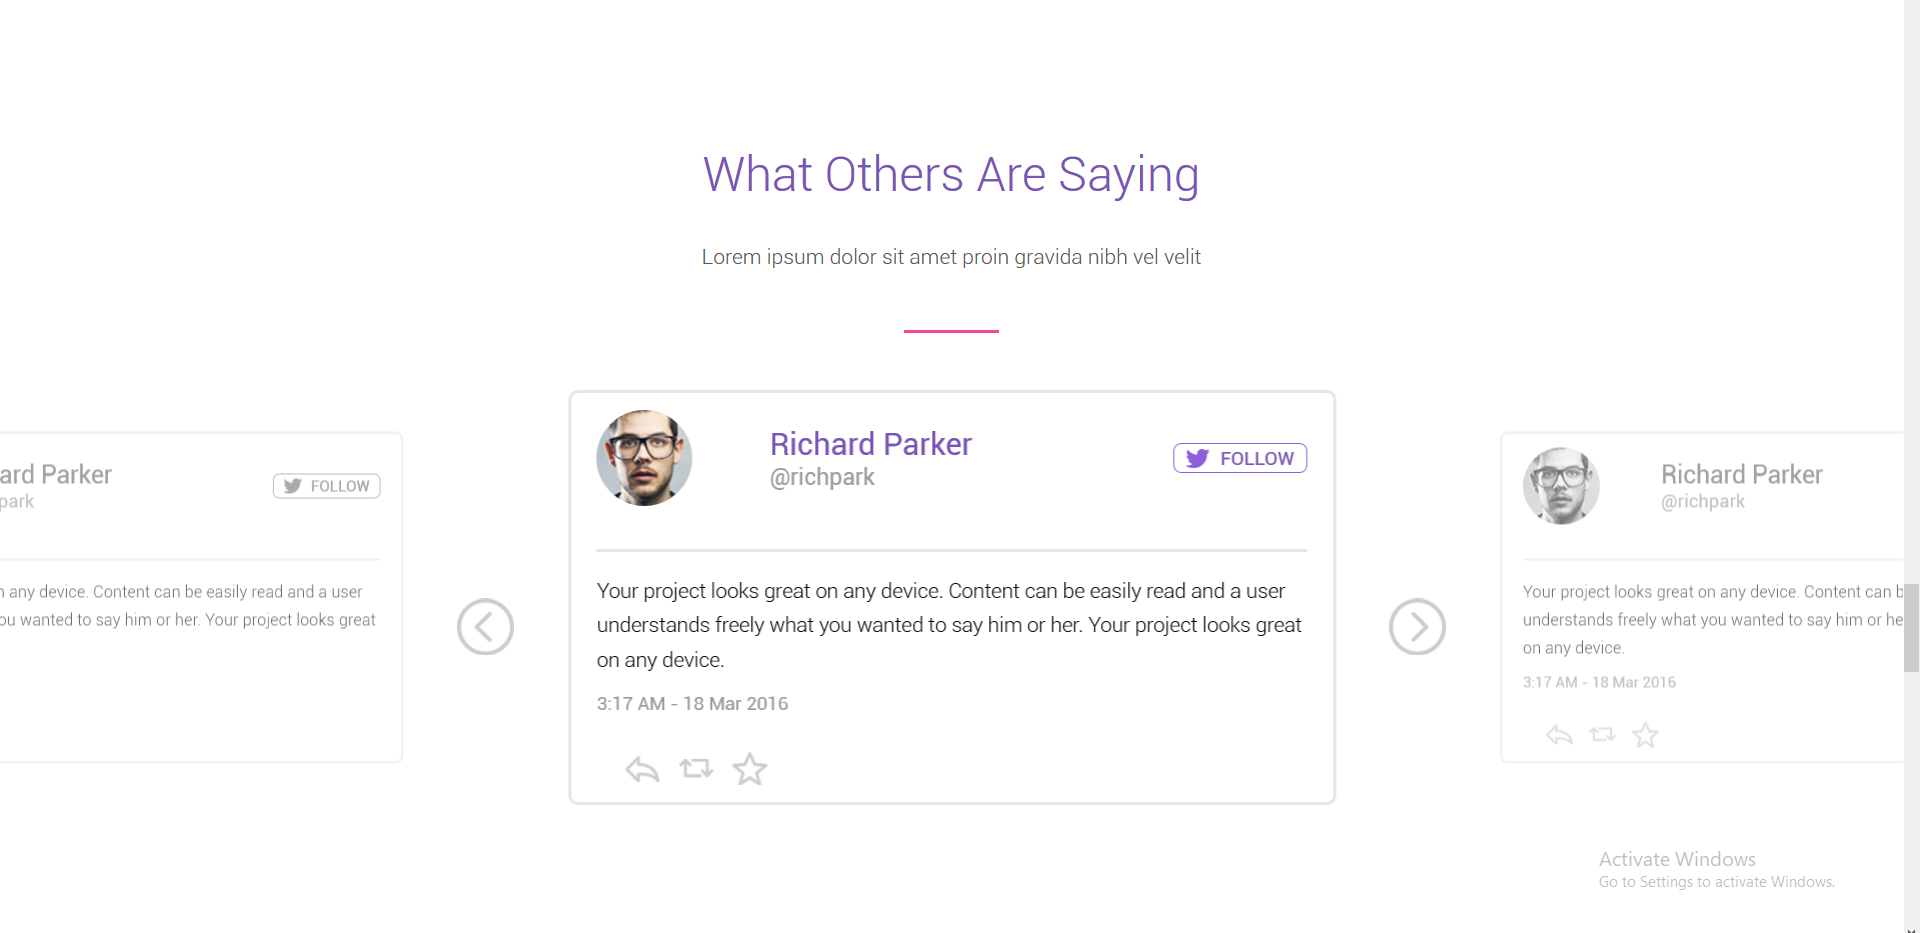 What Others Are Saying
Lorem ipsum dolor sit amet proin gravida nibh vel velit
ard Parker
park
FOLLOW
any device. Content can be easily read and a user
ou wanted to say him or her. Your project looks great
Richard Parker
@richpark
FOLLOW
Your project looks great on any device. Content can be easily read and a user
understands freely what you wanted to say him or her. Your project looks great
on any device.
3:17 AM - 18 Mar 2016
Richard Parker
@richpark
Your project looks great on any device. Content can b
understands freely what you wanted to say him or he
on any device.
3:17 AM - 18 Mar 2016
Activate Windows
Go to Settings to activate Windows.